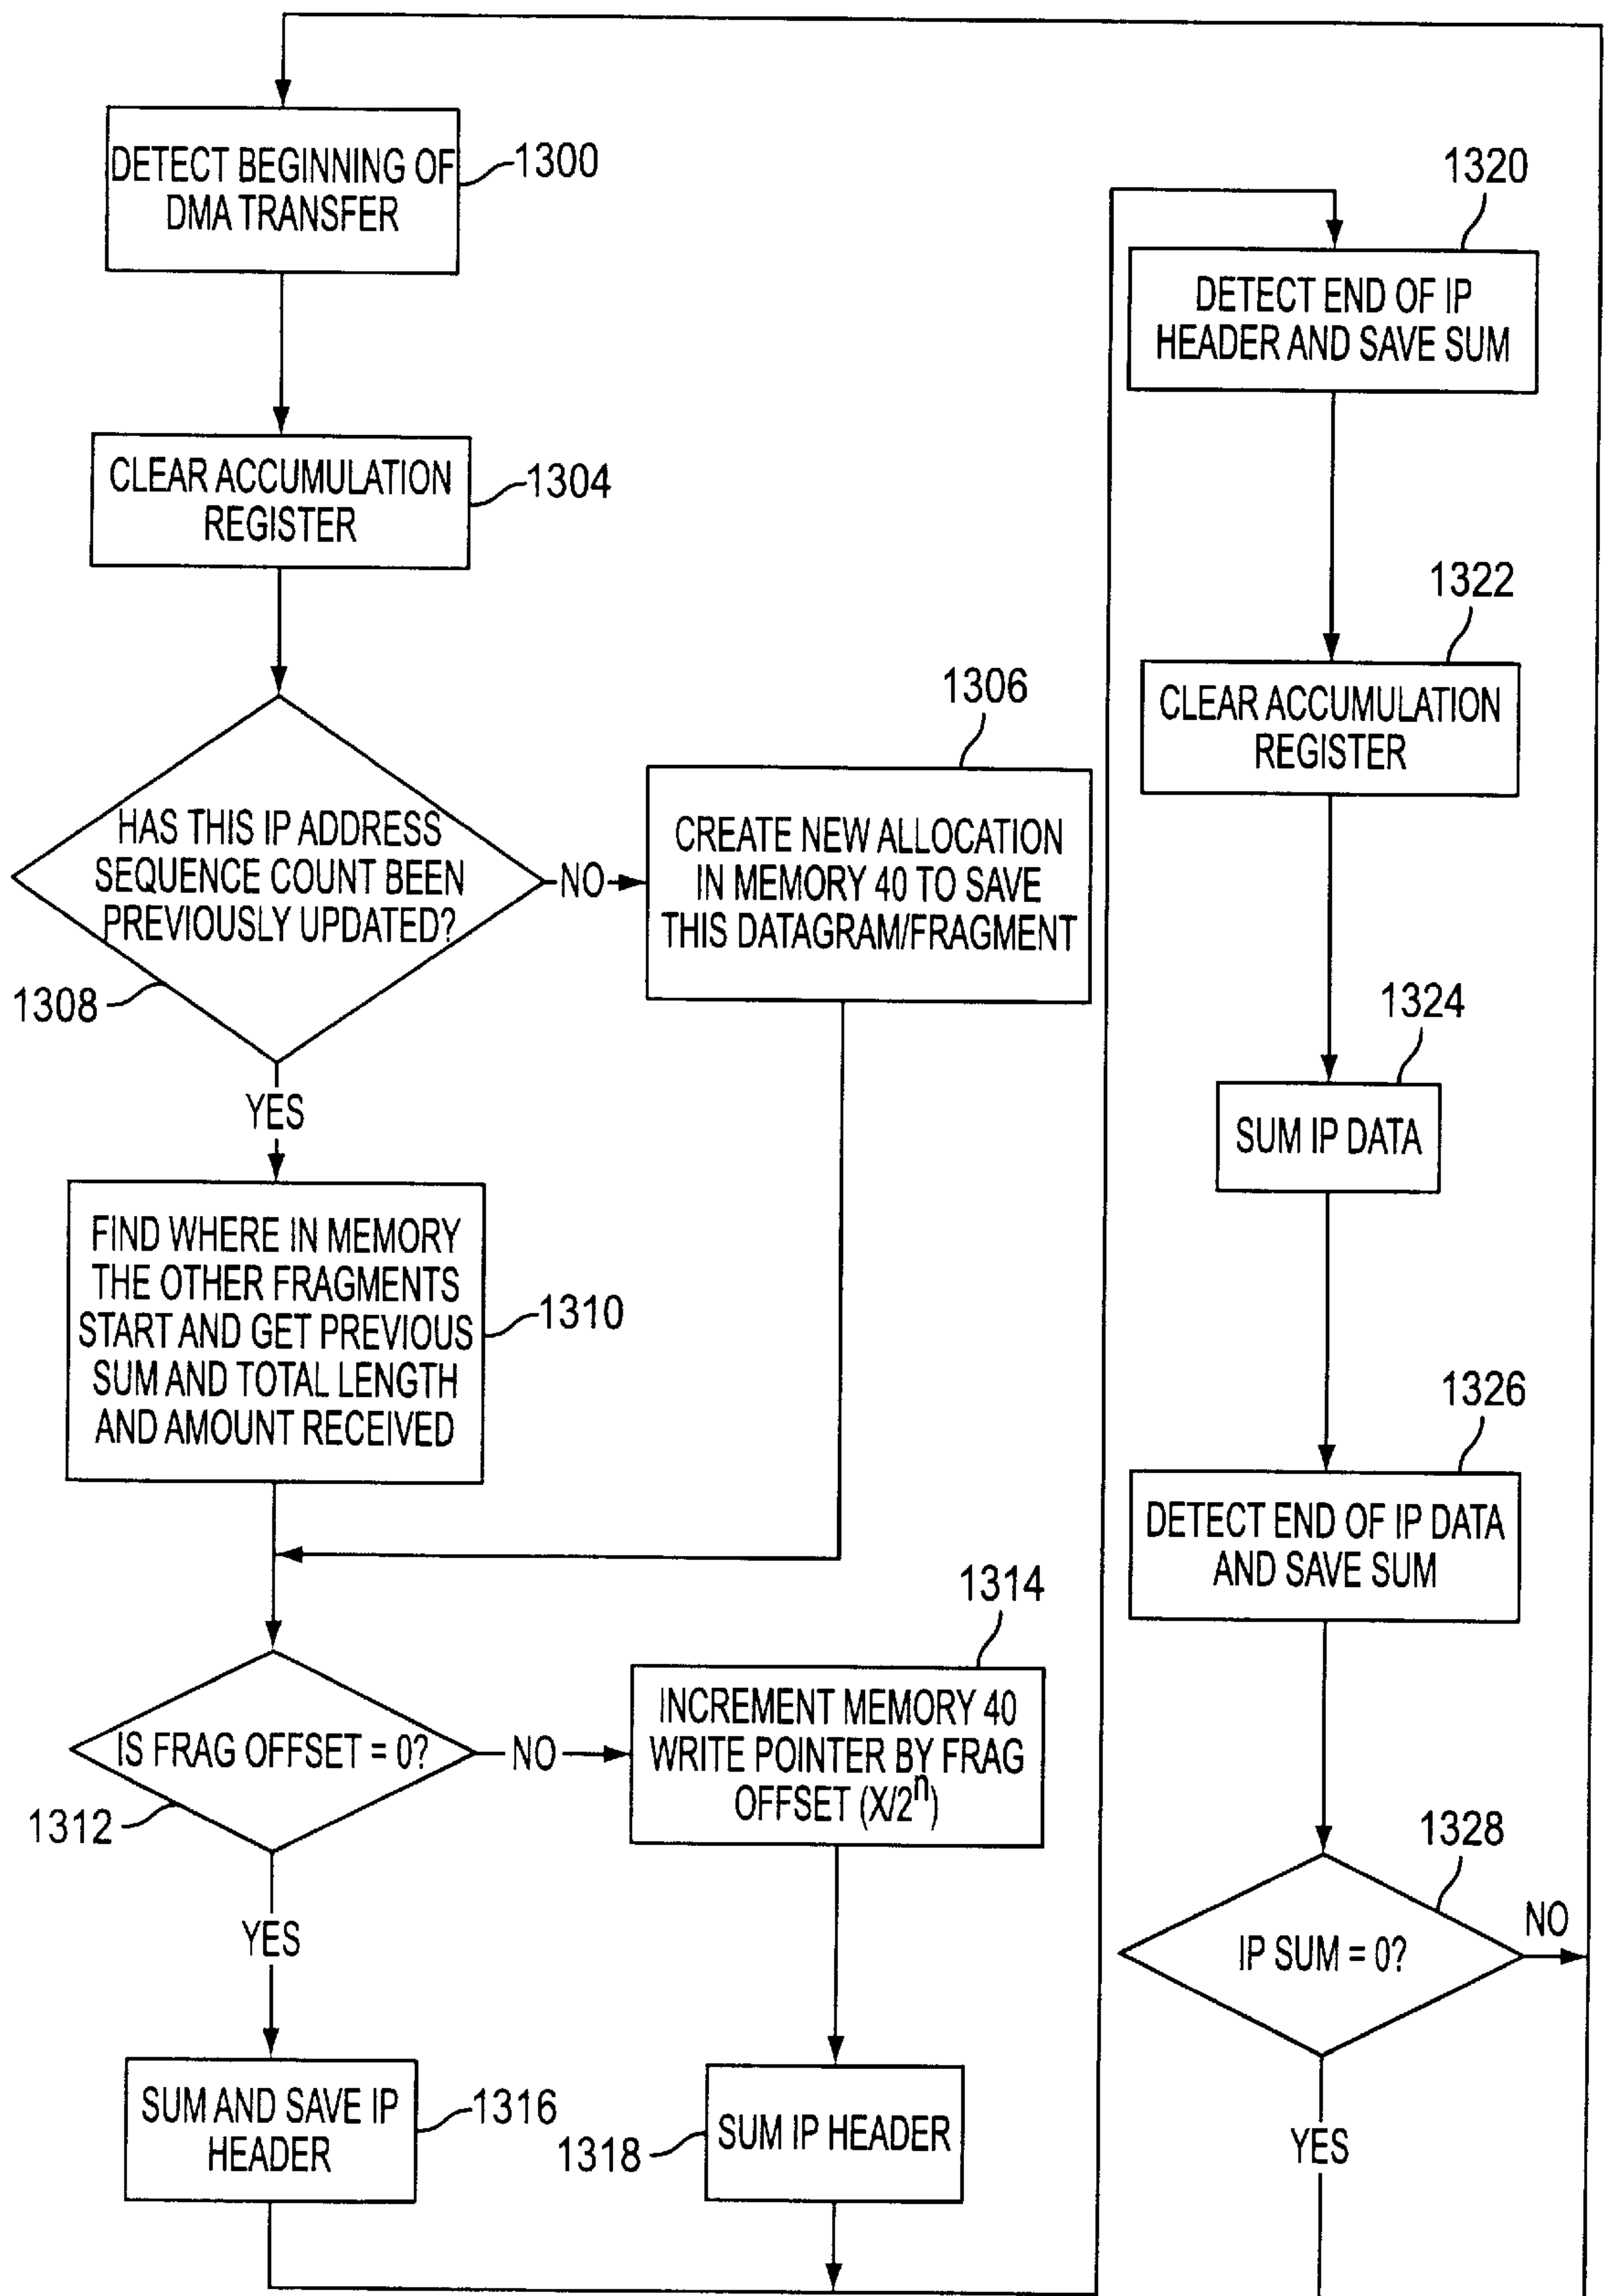 DETECT BEGINNING OF
DMA TRANSFER
1300
CLEAR ACCUMULATION
REGISTER
1304
HAS THIS IP ADDRESS
SEQUENCE COUNT BEEN
PREVIOUSLY UPDATED?
1308
NO
1306
CREATE NEW ALLOCATION
IN MEMORY 40 TO SAVE
THIS DATAGRAM/FRAGMENT
YES
FIND WHERE IN MEMORY
THE OTHER FRAGMENTS
START AND GET PREVIOUS
SUM AND TOTAL LENGTH
AND AMOUNT RECEIVED
1310
IS FRAG OFFSET = 0?
1312
NO
1314
INCREMENT MEMORY 40
WRITE POINTER BY FRAG
OFFSET (X/2ⁿ)
YES
SUM AND SAVE IP
HEADER
1316
1318
SUM IP HEADER
1320
DETECT END OF IP
HEADER AND SAVE SUM
1322
CLEAR ACCUMULATION
REGISTER
1324
SUM IP DATA
1326
DETECT END OF IP DATA
AND SAVE SUM
1328
IP SUM = 0?
NO
YES